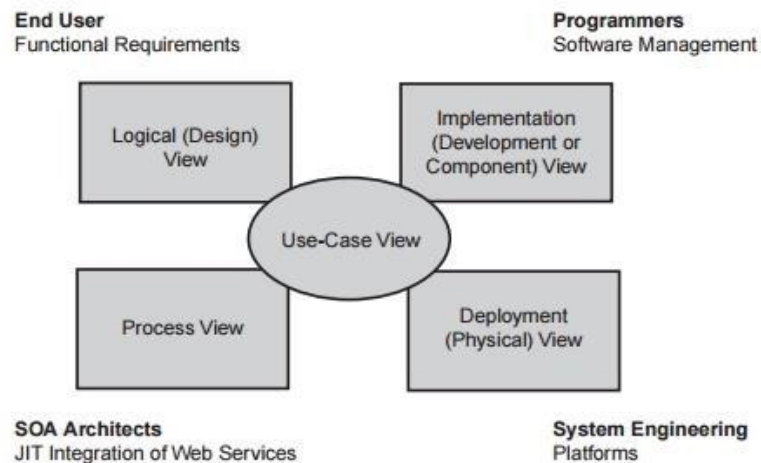 End User
Functional Requirements
Programmers
Software Management
Logical (Design)
View
Implementation
(Development or
Component) View
Use-Case View
Process View
Deployment
(Physical) View
SOA Architects
JIT Integration of Web Services
System Engineering
Platforms